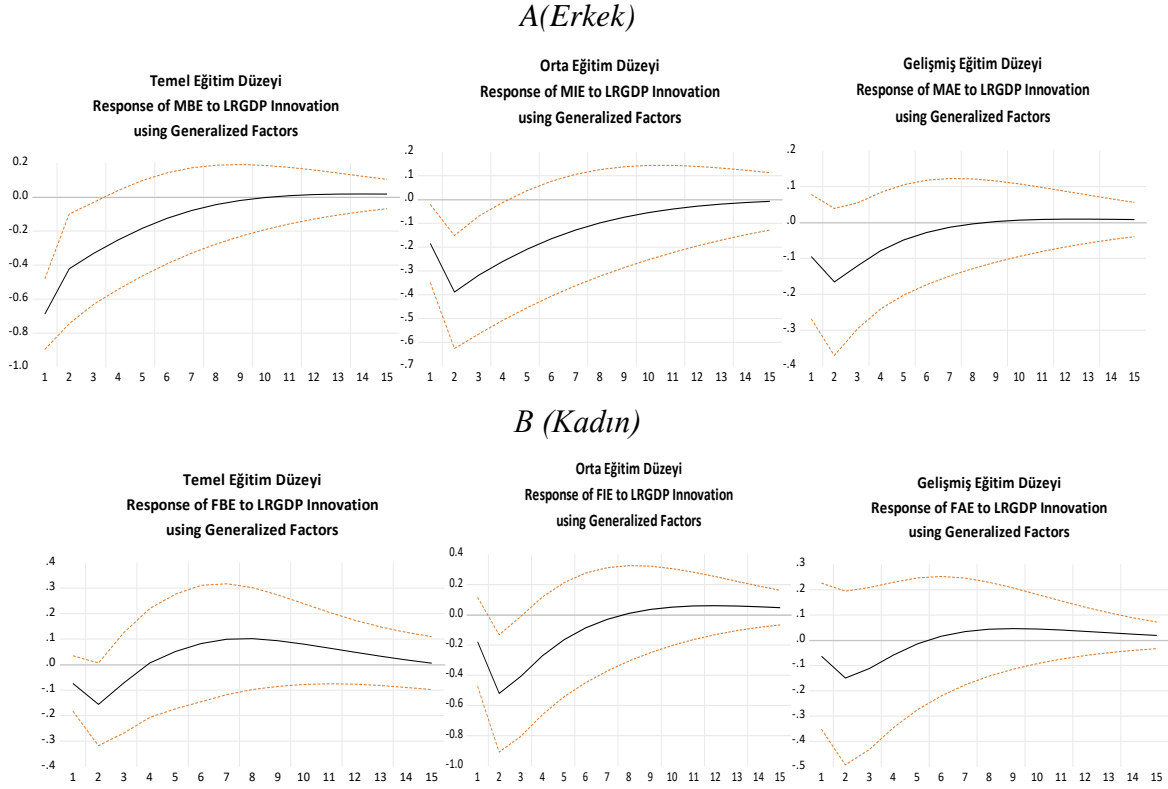 A(Erkek)
Temel Eğitim Düzeyi
Response of MBE to LRGDP Innovation
using Generalized Factors
0.2
0.0
-0.2
-0.4
-0.6
-0.8
-1.0
1 2 3 4 5 6 7 8 9 10 11 12 13 14 15
Orta Eğitim Düzeyi
Response of MIE to LRGDP Innovation
using Generalized Factors
.2
.1
.0
-.1
-.2
-.3
-.4
-.5
-.6
-.7
1 2 3 4 5 6 7 8 9 10 11 12 13 14 15
Gelişmiş Eğitim Düzeyi
Response of MAE to LRGDP Innovation
using Generalized Factors
.2
.1
.0
-.1
-.2
-.3
-.4
1 2 3 4 5 6 7 8 9 10 11 12 13 14 15
B (Kadın)
Temel Eğitim Düzeyi
Response of FBE to LRGDP Innovation
using Generalized Factors
.4
.3
.2
.1
.0
-.1
-.2
-.3
-.4
1 2 3 4 5 6 7 8 9 10 11 12 13 14 15
Orta Eğitim Düzeyi
Response of FIE to LRGDP Innovation
using Generalized Factors
0.4
0.2
0.0
-0.2
-0.4
-0.6
-0.8
-1.0
1 2 3 4 5 6 7 8 9 10 11 12 13 14 15
Gelişmiş Eğitim Düzeyi
Response of FAE to LRGDP Innovation
using Generalized Factors
.3
.2
.1
.0
-.1
-.2
-.3
-.4
-.5
1 2 3 4 5 6 7 8 9 10 11 12 13 14 15